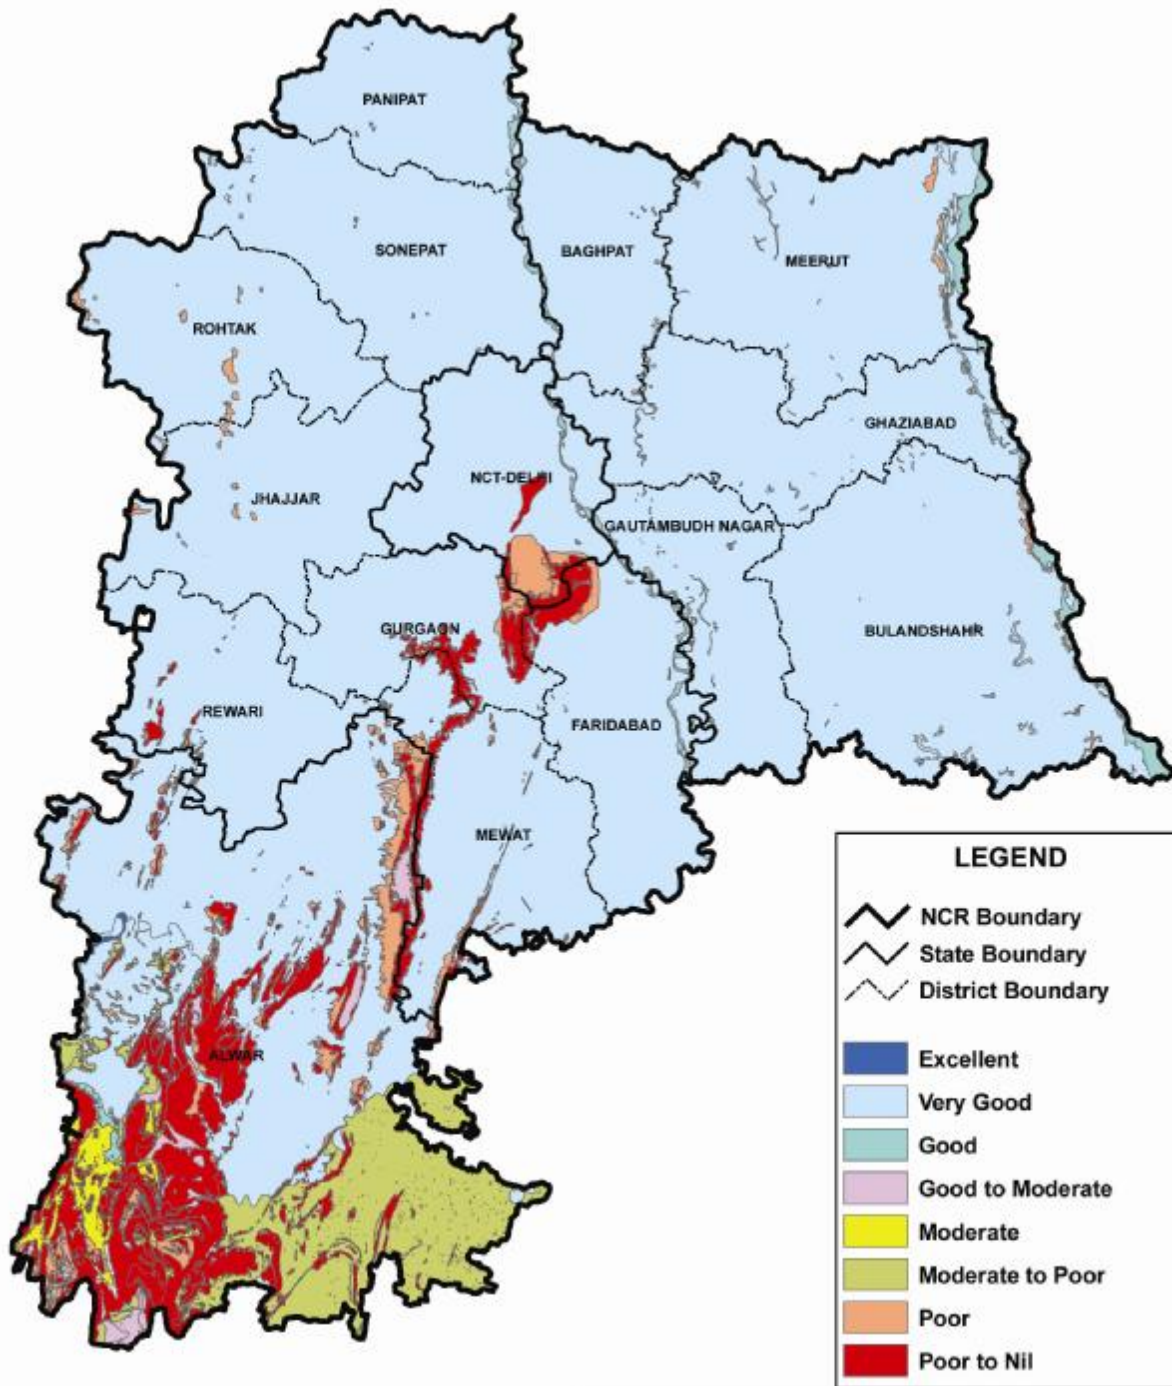 PANIPAT
SONEPAT
BAGHPAT
MEERUT
ROHTAK
GHAZIABAD
NCT-DELHI
JHAJJAR
GAUTAMBUDH NAGAR
GURGAON
BULANDSHAHR
REWARI
FARIDABAD
MEWAT
ALWAR
LEGEND
NCR Boundary
State Boundary
District Boundary
Excellent
Very Good
Good
Good to Moderate
Moderate
Moderate to Poor
Poor
Poor to Nil